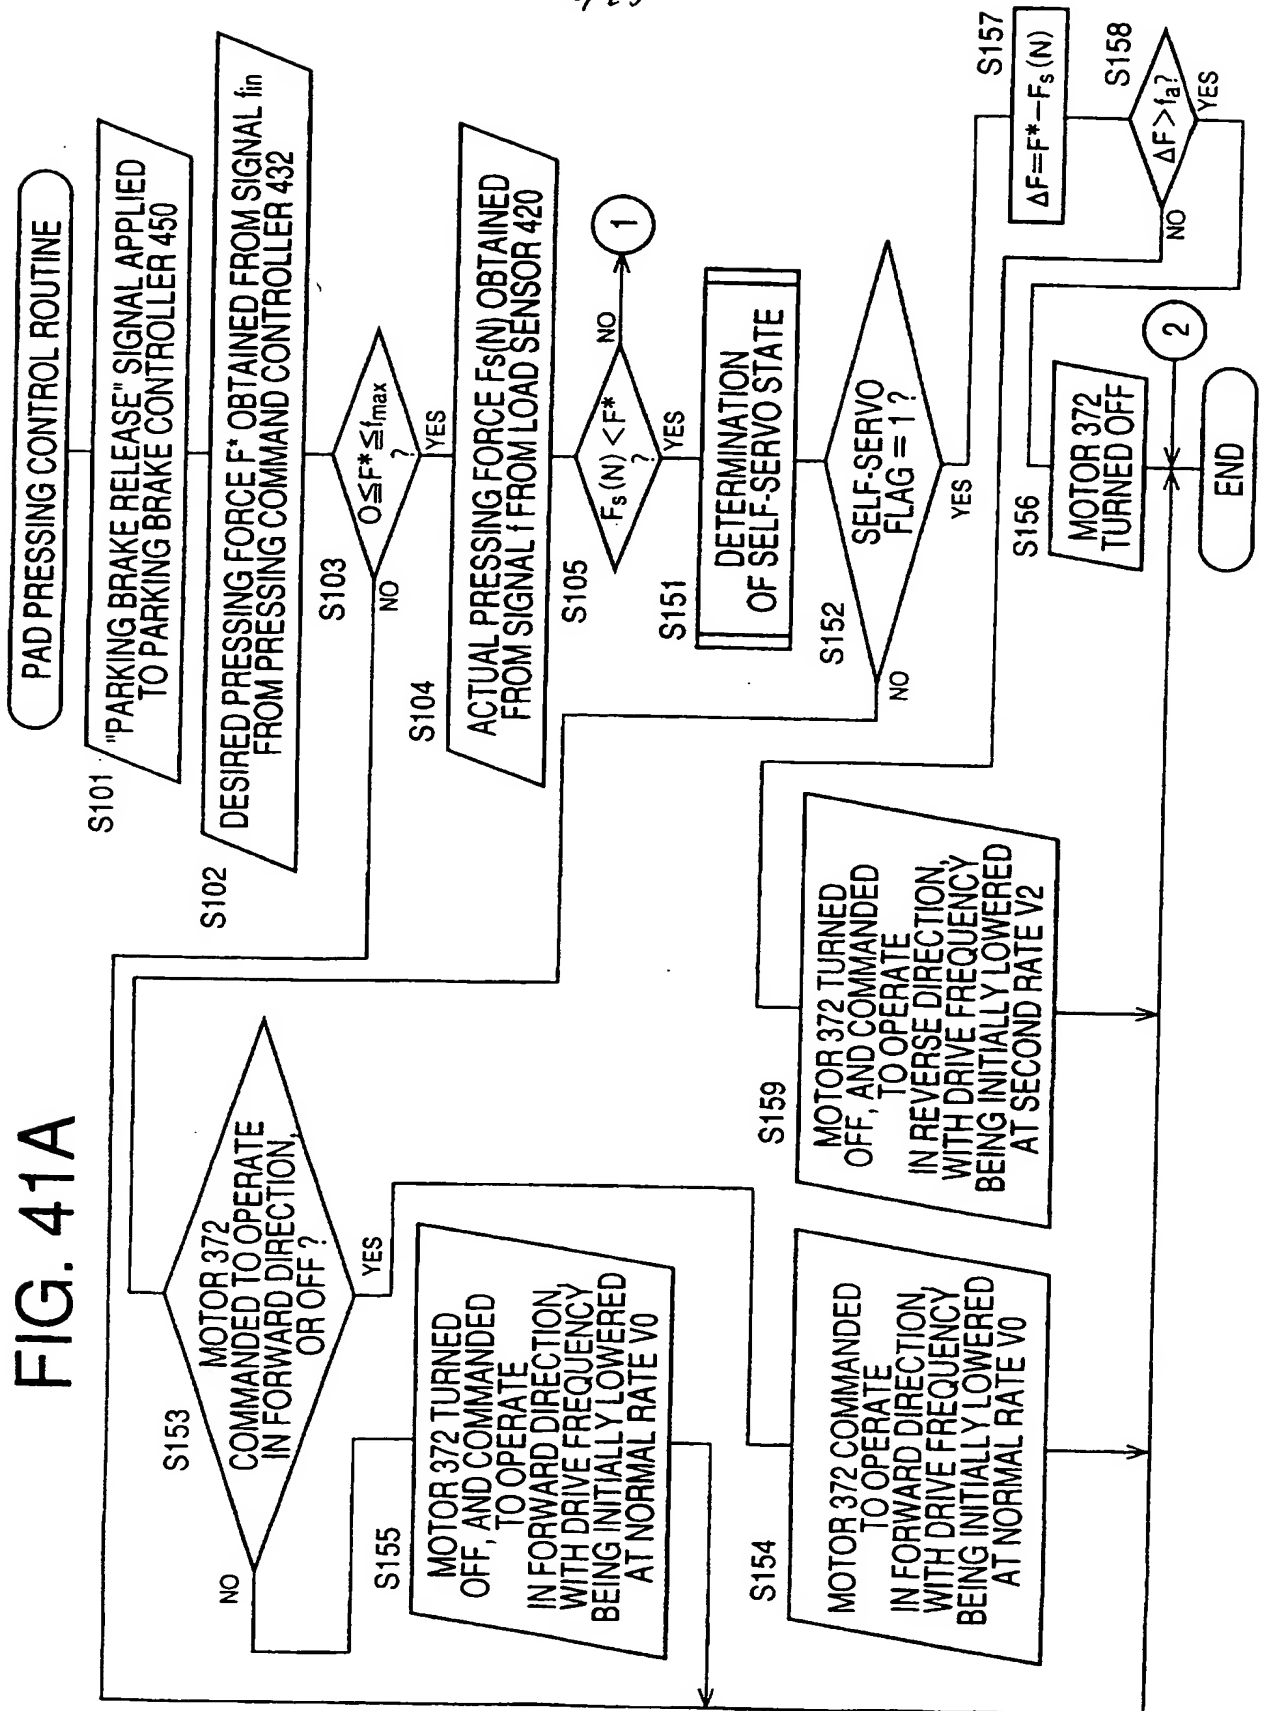 FIG. 41A
PAD PRESSING CONTROL ROUTINE
S101
"PARKING BRAKE RELEASE" SIGNAL APPLIED
TO PARKING BRAKE CONTROLLER 450
S102
DESIRED PRESSING FORCE F* OBTAINED FROM SIGNAL fin
FROM PRESSING COMMAND CONTROLLER 432
S103
O≦F*≦fmax
?
NO
YES
S104
ACTUAL PRESSING FORCE Fs(N) OBTAINED
FROM SIGNAL f FROM LOAD SENSOR 420
S105
Fs(N)<F*
?
NO
1
YES
S151
DETERMINATION
OF SELF-SERVO STATE
S152
SELF-SERVO
FLAG = 1 ?
NO
YES
S153
MOTOR 372
COMMANDED TO OPERATE
IN FORWARD DIRECTION,
OR OFF ?
NO
YES
S155
MOTOR 372 TURNED
OFF, AND COMMANDED
TO OPERATE
IN FORWARD DIRECTION,
WITH DRIVE FREQUENCY
BEING INITIALLY LOWERED
AT NORMAL RATE V0
S154
MOTOR 372 COMMANDED
TO OPERATE
IN FORWARD DIRECTION,
WITH DRIVE FREQUENCY
BEING INITIALLY LOWERED
AT NORMAL RATE V0
S157
ΔF=F*-Fs(N)
S158
ΔF>fa?
NO
YES
S159
MOTOR 372 TURNED
OFF, AND COMMANDED
TO OPERATE
IN REVERSE DIRECTION,
WITH DRIVE FREQUENCY
BEING INITIALLY LOWERED
AT SECOND RATE V2
S156
MOTOR 372
TURNED OFF
2
END